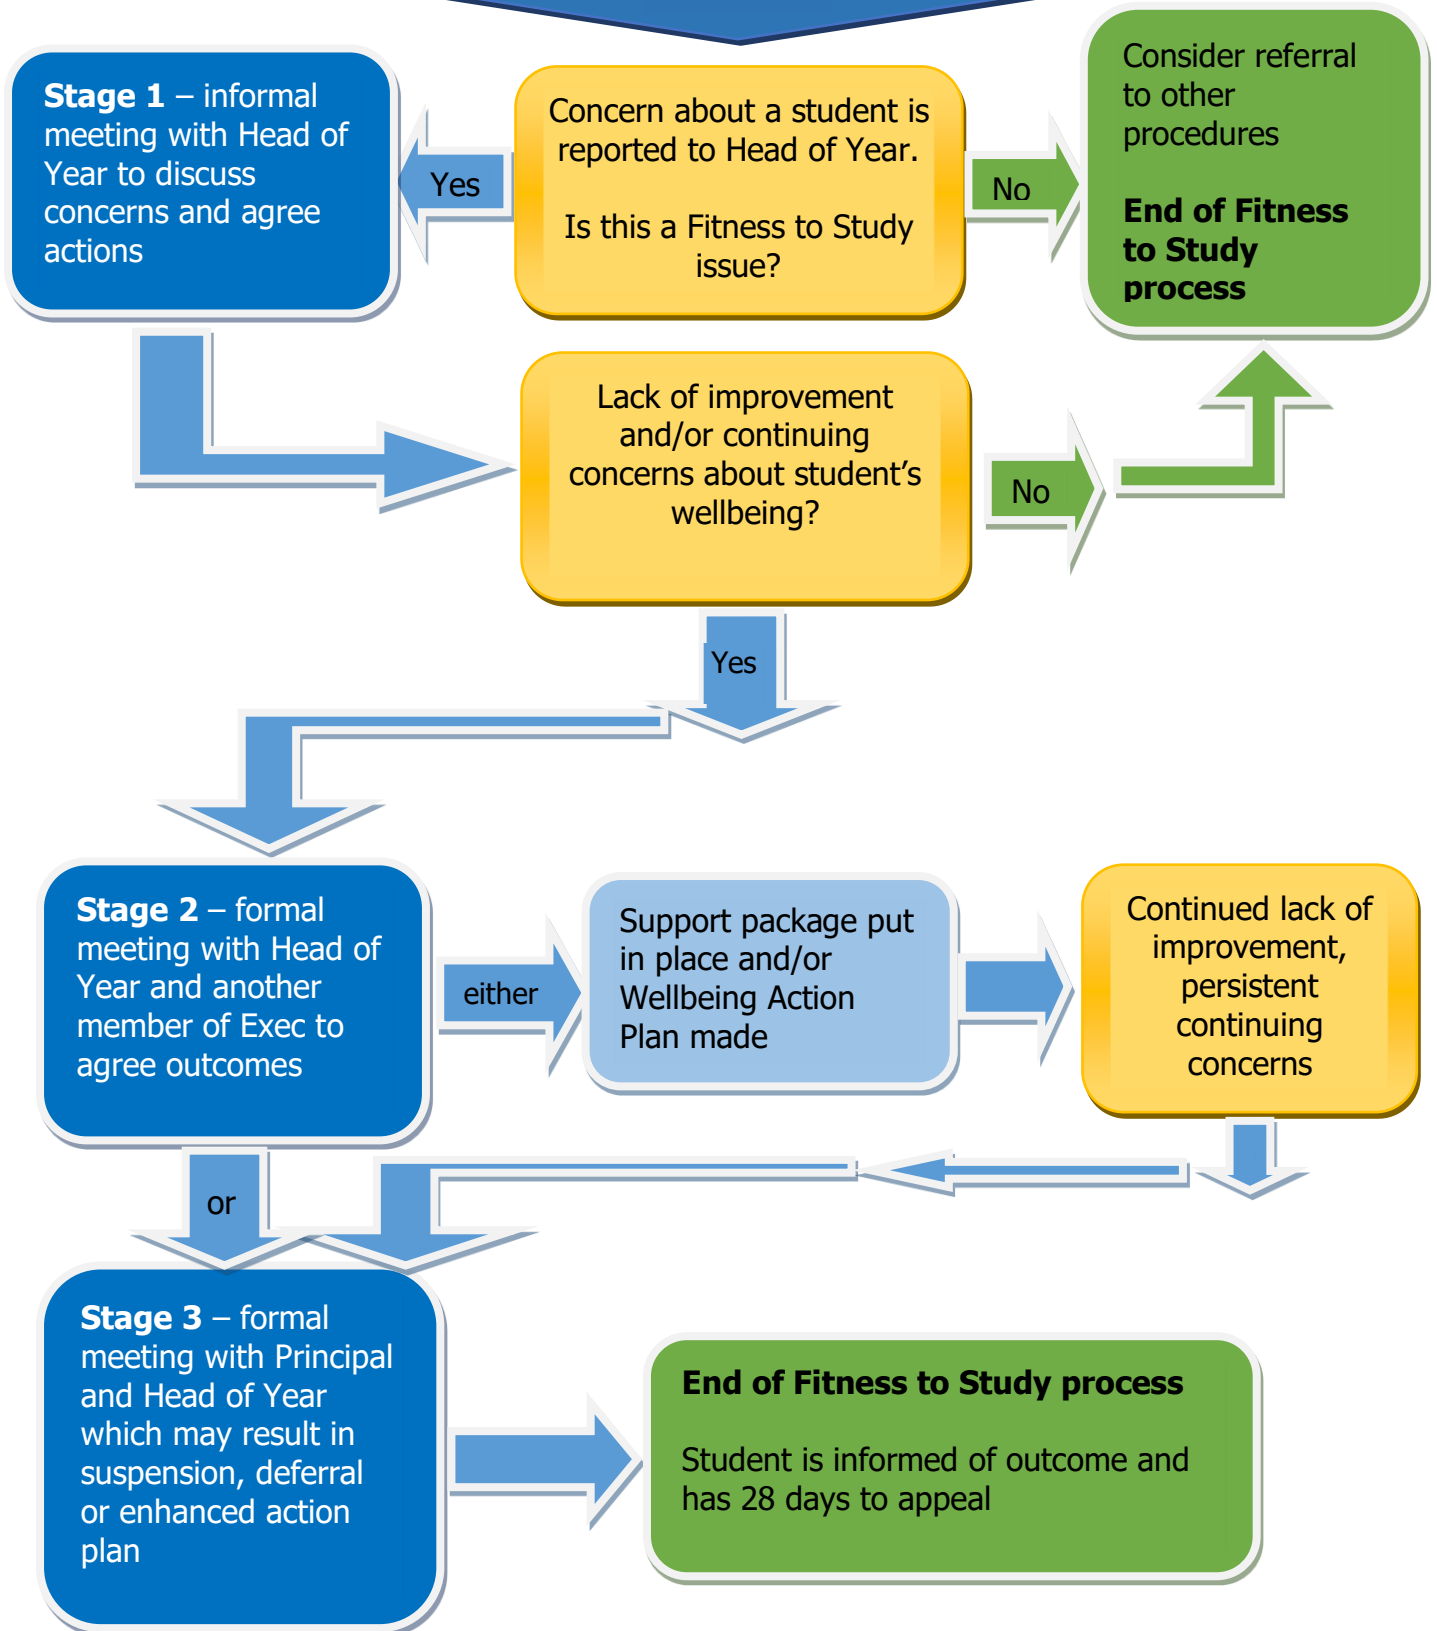 Stage 1 – informal
meeting with Head of
Year to discuss
concerns and agree
actions
Yes
Concern about a student is
reported to Head of Year.
Is this a Fitness to Study
issue?
No
Consider referral
to other
procedures
End of Fitness
to Study
process
Lack of improvement
and/or continuing
concerns about student’s
wellbeing?
No
Yes
Stage 2 – formal
meeting with Head of
Year and another
member of Exec to
agree outcomes
either
Support package put
in place and/or
Wellbeing Action
Plan made
Continued lack of
improvement,
persistent
continuing
concerns
or
Stage 3 – formal
meeting with Principal
and Head of Year
which may result in
suspension, deferral
or enhanced action
plan
End of Fitness to Study process
Student is informed of outcome and
has 28 days to appeal